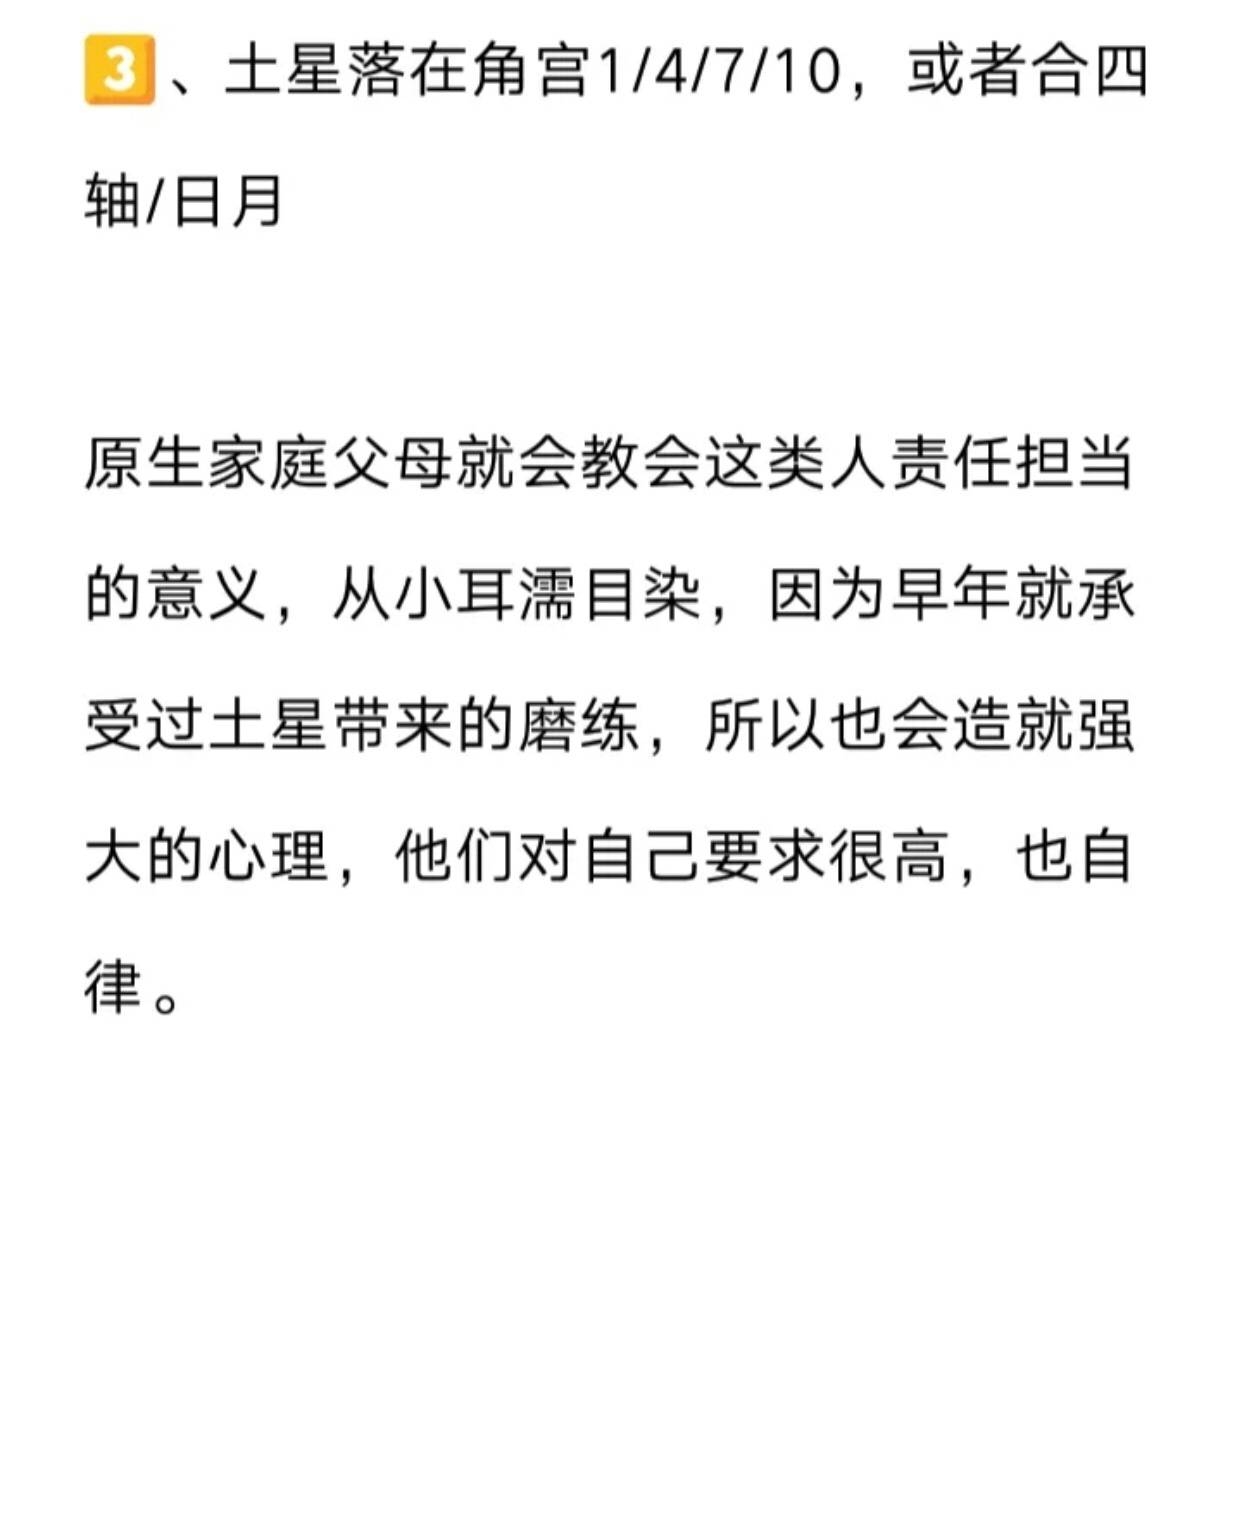 3️⃣、土星落在角宫1/4/7/10，或者合四
轴/日月
原生家庭父母就会教会这类人责任担当
的意义，从小耳濡目染，因为早年就承
受过土星带来的磨练，所以也会造就强
大的心理，他们对自己要求很高，也自
律。